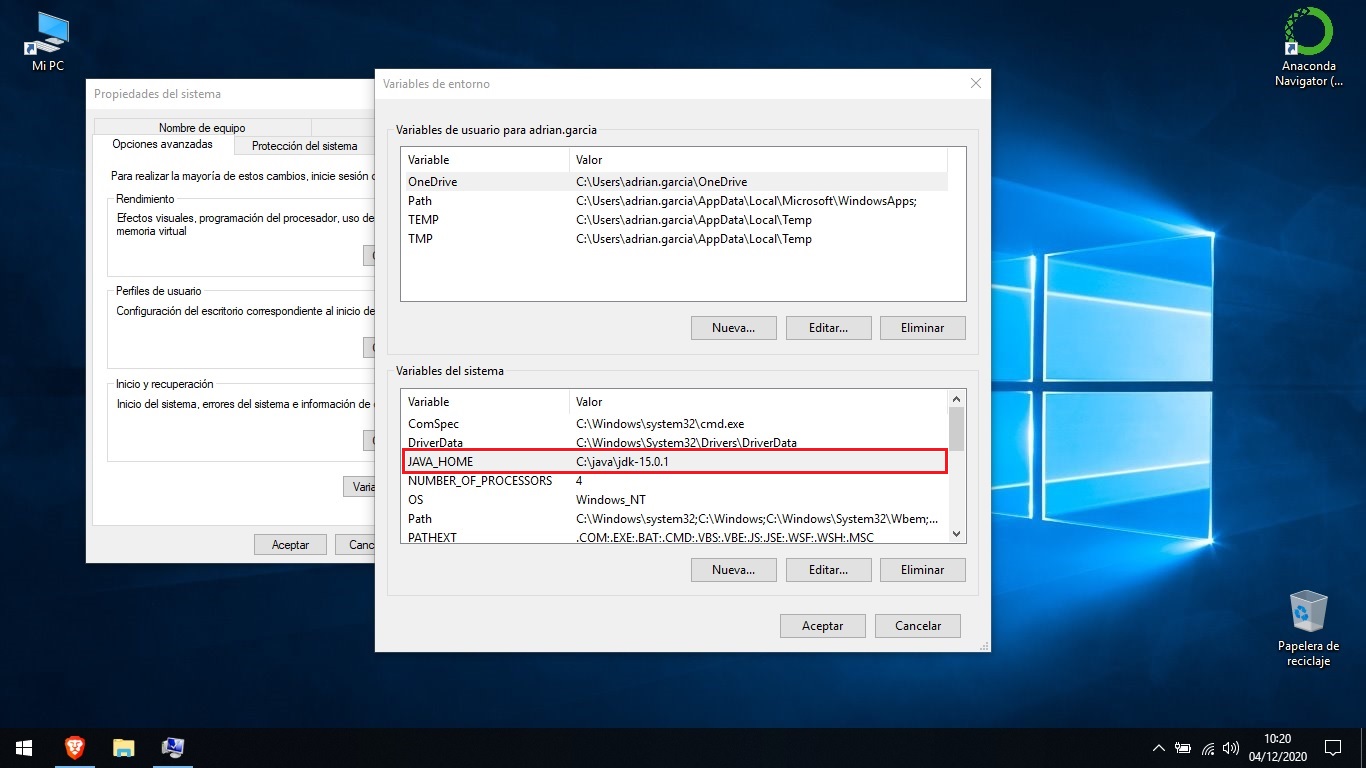 Mi PC
Anaconda
Navigator (...
Propiedades del sistema
Nombre de equipo
Opciones avanzadas
Protección del sistema
Para realizar la mayoría de estos cambios, inicie sesión
Rendimiento
Efectos visuales, programación del procesador, uso de
memoria virtual
Perfiles de usuario
Configuración del escritorio correspondiente al inicio de
Inicio y recuperación
Inicio del sistema, errores del sistema e información de
Aceptar
Variables de entorno
Variables de usuario para adrian.garcia
Variable Valor
OneDrive C:\Users\adrian.garcia\OneDrive
Path C:\Users\adrian.garcia\AppData\Local\Microsoft\WindowsApps;
TEMP C:\Users\adrian.garcia\AppData\Local\Temp
TMP C:\Users\adrian.garcia\AppData\Local\Temp
Nueva... Editar... Eliminar
Variables del sistema
Variable Valor
ComSpec C:\Windows\system32\cmd.exe
DriverData C:\Windows\System32\Drivers\DriverData
JAVA_HOME C:\java\jdk-15.0.1
NUMBER_OF_PROCESSORS 4
OS Windows_NT
Path C:\Windows\system32;C:\Windows;C:\Windows\System32\Wbem;...
PATHEXT .COM;.EXE;.BAT;.CMD;.VBS;.VBE;.JS;.JSE;.WSF;.WSH;.MSC
Nueva... Editar... Eliminar
Aceptar Cancelar
Papelera de
reciclaje
10:20
04/12/2020